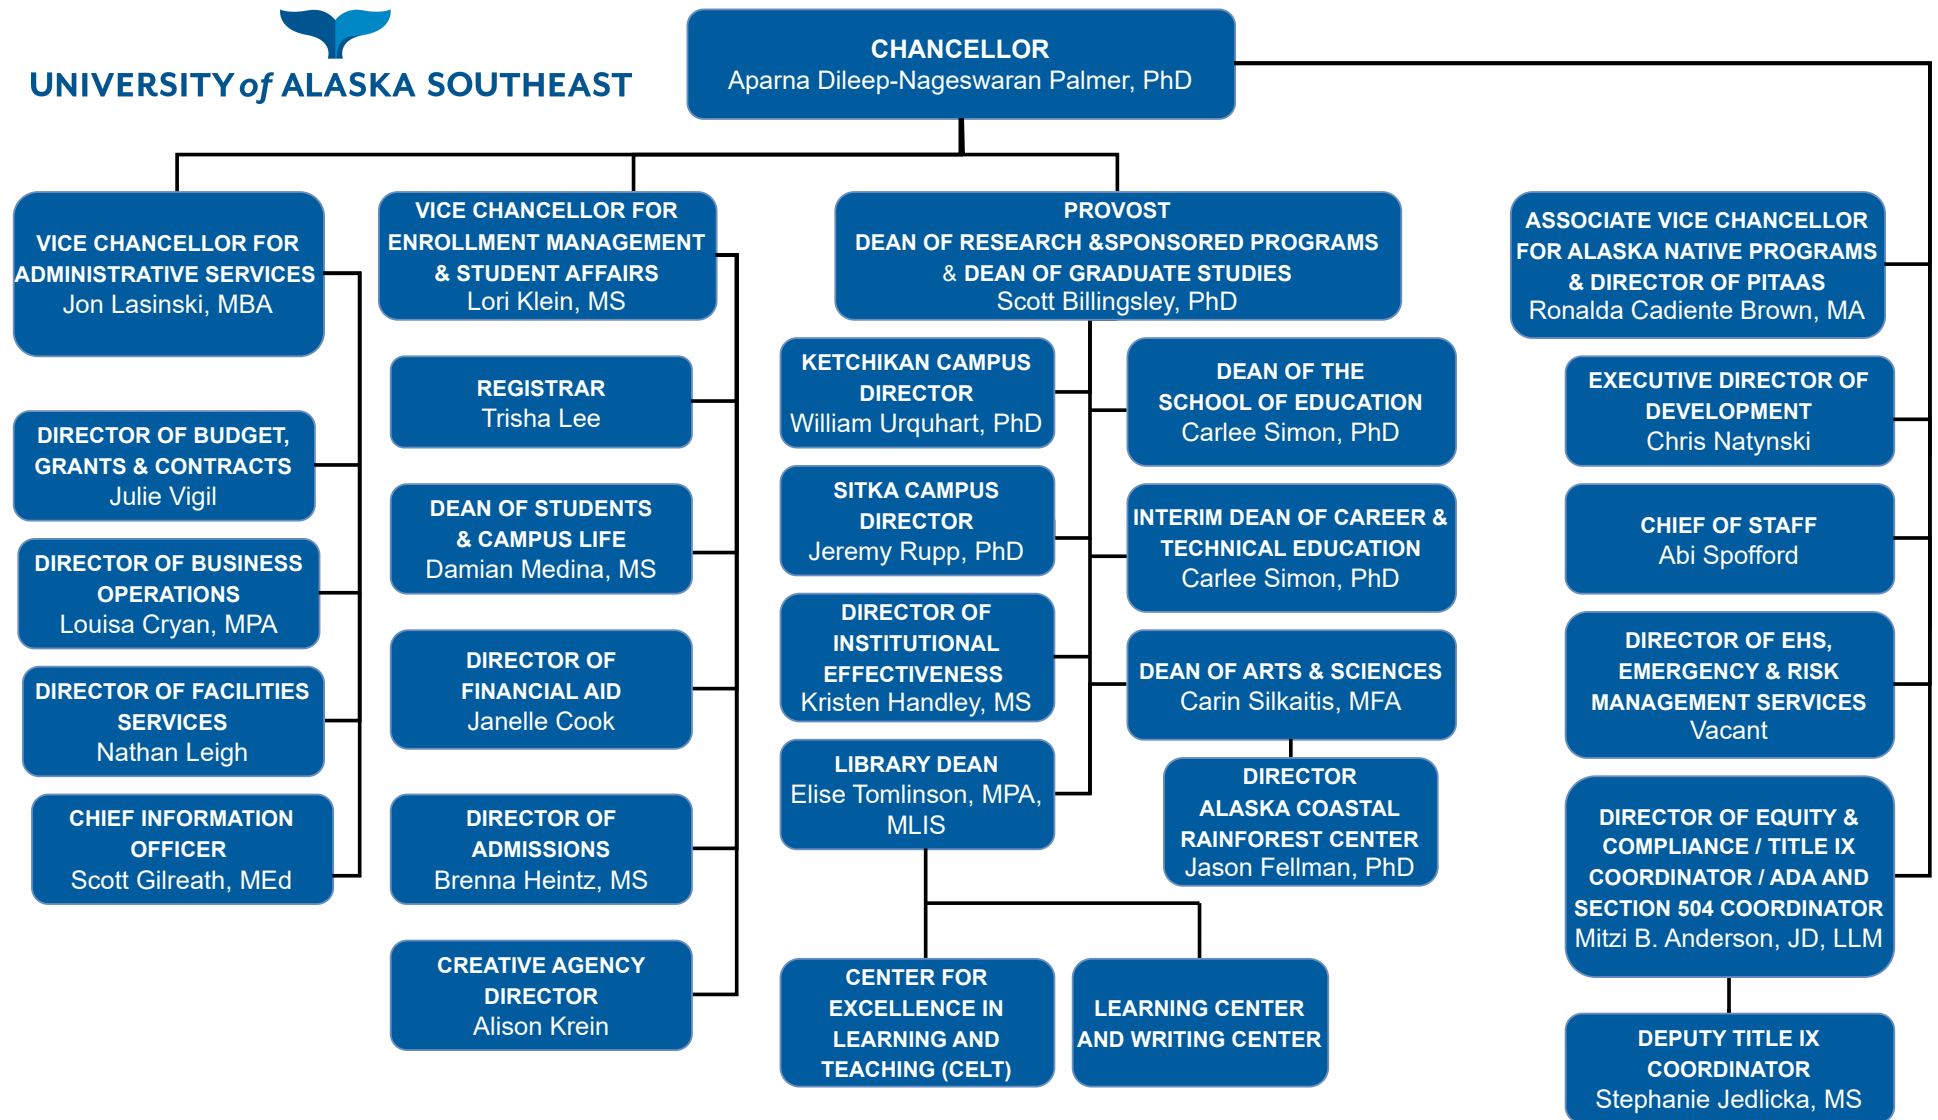 UNIVERSITY of ALASKA SOUTHEAST
CHANCELLOR
Aparna Dileep-Nageswaran Palmer, PhD
VICE CHANCELLOR FOR
ADMINISTRATIVE SERVICES
Jon Lasinski, MBA
DIRECTOR OF BUDGET,
GRANTS & CONTRACTS
Julie Vigil
DIRECTOR OF BUSINESS
OPERATIONS
Louisa Cryan, MPA
DIRECTOR OF FACILITIES
SERVICES
Nathan Leigh
CHIEF INFORMATION
OFFICER
Scott Gilreath, MEd
VICE CHANCELLOR FOR
ENROLLMENT MANAGEMENT
& STUDENT AFFAIRS
Lori Klein, MS
REGISTRAR
Trisha Lee
DEAN OF STUDENTS
& CAMPUS LIFE
Damian Medina, MS
DIRECTOR OF
FINANCIAL AID
Janelle Cook
DIRECTOR OF
ADMISSIONS
Brenna Heintz, MS
CREATIVE AGENCY
DIRECTOR
Alison Krein
PROVOST
DEAN OF RESEARCH &SPONSORED PROGRAMS
& DEAN OF GRADUATE STUDIES
Scott Billingsley, PhD
KETCHIKAN CAMPUS
DIRECTOR
William Urquhart, PhD
SITKA CAMPUS
DIRECTOR
Jeremy Rupp, PhD
DIRECTOR OF
INSTITUTIONAL
EFFECTIVENESS
Kristen Handley, MS
LIBRARY DEAN
Elise Tomlinson, MPA,
MLIS
CENTER FOR
EXCELLENCE IN
LEARNING AND
TEACHING (CELT)
LEARNING CENTER
AND WRITING CENTER
DEAN OF THE
SCHOOL OF EDUCATION
Carlee Simon, PhD
INTERIM DEAN OF CAREER &
TECHNICAL EDUCATION
Carlee Simon, PhD
DEAN OF ARTS & SCIENCES
Carin Silkaitis, MFA
DIRECTOR
ALASKA COASTAL
RAINFOREST CENTER
Jason Fellman, PhD
ASSOCIATE VICE CHANCELLOR
FOR ALASKA NATIVE PROGRAMS
& DIRECTOR OF PITAAS
Ronalda Cadiente Brown, MA
EXECUTIVE DIRECTOR OF
DEVELOPMENT
Chris Natynski
CHIEF OF STAFF
Abi Spofford
DIRECTOR OF EHS,
EMERGENCY & RISK
MANAGEMENT SERVICES
Vacant
DIRECTOR OF EQUITY &
COMPLIANCE / TITLE IX
COORDINATOR / ADA AND
SECTION 504 COORDINATOR
Mitzi B. Anderson, JD, LLM
DEPUTY TITLE IX
COORDINATOR
Stephanie Jedlicka, MS